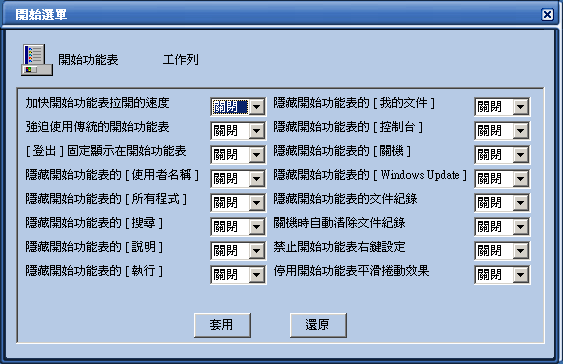 開始選單
開始功能表 工作列
加快開始功能表拉開的速度 關閉 隱藏開始功能表的 [ 我的文件 ] 關閉
強迫使用傳統的開始功能表 關閉 隱藏開始功能表的 [ 控制台 ] 關閉
[ 登出 ] 固定顯示在開始功能表 關閉 隱藏開始功能表的 [ 關機 ] 關閉
隱藏開始功能表的 [ 使用者名稱 ] 關閉 隱藏開始功能表的 [ Windows Update ] 關閉
隱藏開始功能表的 [ 所有程式 ] 關閉 隱藏開始功能表的文件紀錄 關閉
隱藏開始功能表的 [ 搜尋 ] 關閉 關機時自動清除文件紀錄 關閉
隱藏開始功能表的 [ 說明 ] 關閉 禁止開始功能表右鍵設定 關閉
隱藏開始功能表的 [ 執行 ] 關閉 停用開始功能表平滑捲動效果 關閉
套用 還原